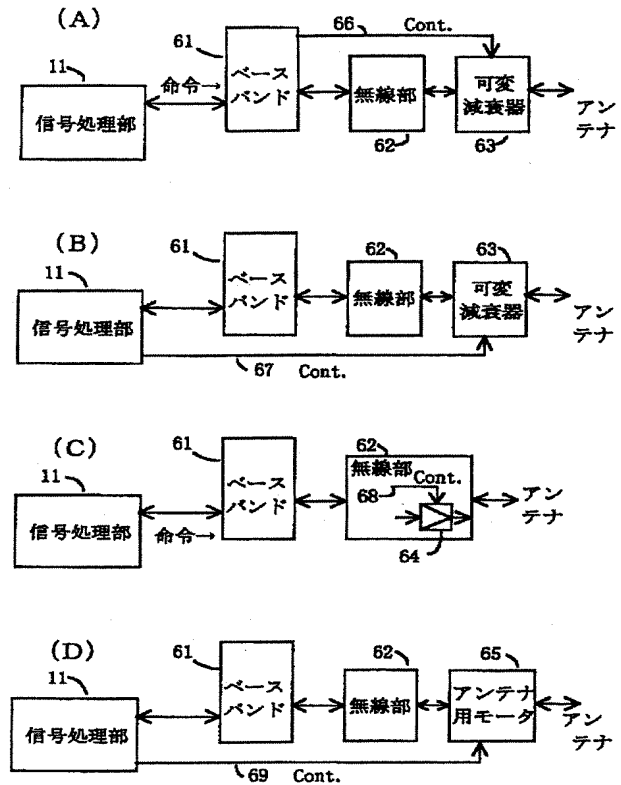 (A)
66 Cont.
61
11
命令→
ベース
バンド
無線部
可変
減衰器
信号処理部
アン
テナ
62
63
(B)
61
62
63
11
ベース
バンド
無線部
可変
減衰器
信号処理部
アン
テナ
67 Cont.
(C)
61
62
11
無線部
Cont.
68
ベース
バンド
アン
テナ
信号処理部
命令→
64
(D)
61
62
65
11
ベース
バンド
無線部
アンテナ
用モータ
アン
テナ
信号処理部
69 Cont.